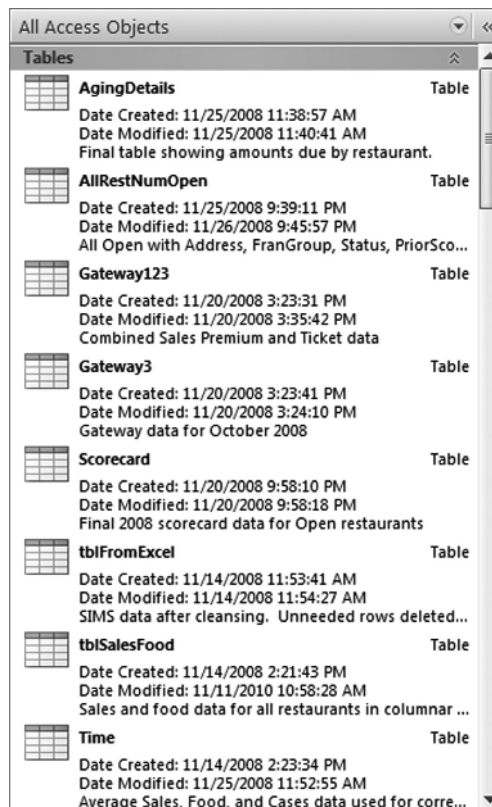 All Access Objects
Tables
AgingDetails Table
Date Created: 11/25/2008 11:38:57 AM
Date Modified: 11/25/2008 11:40:41 AM
Final table showing amounts due by restaurant.
AllRestNumOpen Table
Date Created: 11/25/2008 9:39:11 PM
Date Modified: 11/26/2008 9:45:57 PM
All Open with Address, FranGroup, Status, PriorSco...
Gateway123 Table
Date Created: 11/20/2008 3:23:31 PM
Date Modified: 11/20/2008 3:35:42 PM
Combined Sales Premium and Ticket data
Gateway3 Table
Date Created: 11/20/2008 3:23:41 PM
Date Modified: 11/20/2008 3:24:10 PM
Gateway data for October 2008
Scorecard Table
Date Created: 11/20/2008 9:58:10 PM
Date Modified: 11/20/2008 9:58:18 PM
Final 2008 scorecard data for Open restaurants
tblFromExcel Table
Date Created: 11/14/2008 11:53:41 AM
Date Modified: 11/14/2008 11:54:27 AM
SIMS data after cleansing.  Unneeded rows deleted...
tblSalesFood Table
Date Created: 11/14/2008 2:21:43 PM
Date Modified: 11/11/2010 10:58:28 AM
Sales and food data for all restaurants in columnar ...
Time Table
Date Created: 11/14/2008 2:23:34 PM
Date Modified: 11/25/2008 11:52:55 AM
Average Sales, Food, and Cases data used for corre...